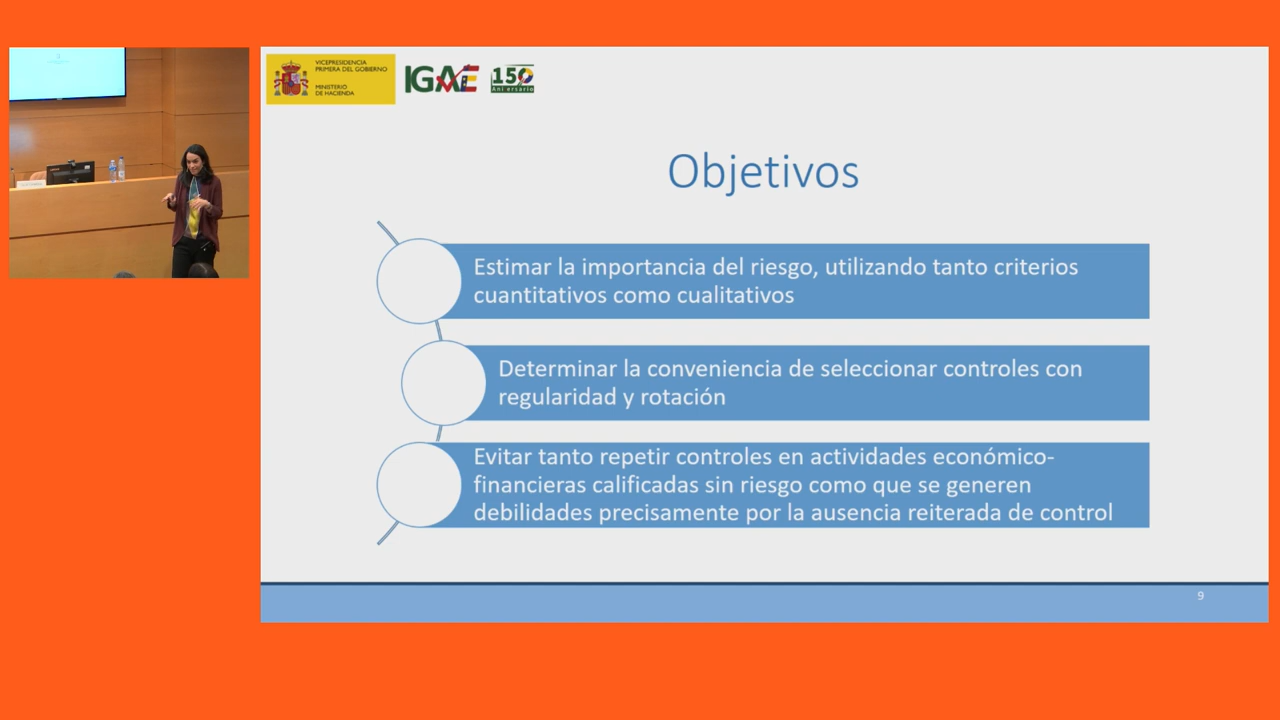 VICEPRESIDENCIA
PRIMERA DEL GOBIERNO
MINISTERIO
DE HACIENDA
IGAE
150
Aniversario
Objetivos
Estimar la importancia del riesgo, utilizando tanto criterios
cuantitativos como cualitativos
Determinar la conveniencia de seleccionar controles con
regularidad y rotación
Evitar tanto repetir controles en actividades económico-
financieras calificadas sin riesgo como que se generen
debilidades precisamente por la ausencia reiterada de control
9